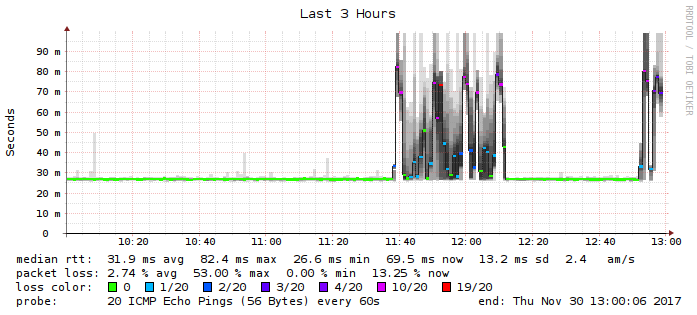 Last 3 Hours
RRDTOOL / TOBI OETIKER
Seconds
90 m
80 m
70 m
60 m
50 m
40 m
30 m
20 m
10 m
0
10:20 10:40 11:00 11:20 11:40 12:00 12:20 12:40 13:00
median rtt: 31.9 ms avg 82.4 ms max 26.6 ms min 69.5 ms now 13.2 ms sd 2.4 am/s
packet loss: 2.74 % avg 53.00 % max 0.00 % min 13.25 % now
loss color: 0 1/20 2/20 3/20 4/20 10/20 19/20
probe: 20 ICMP Echo Pings (56 Bytes) every 60s end: Thu Nov 30 13:00:06 2017